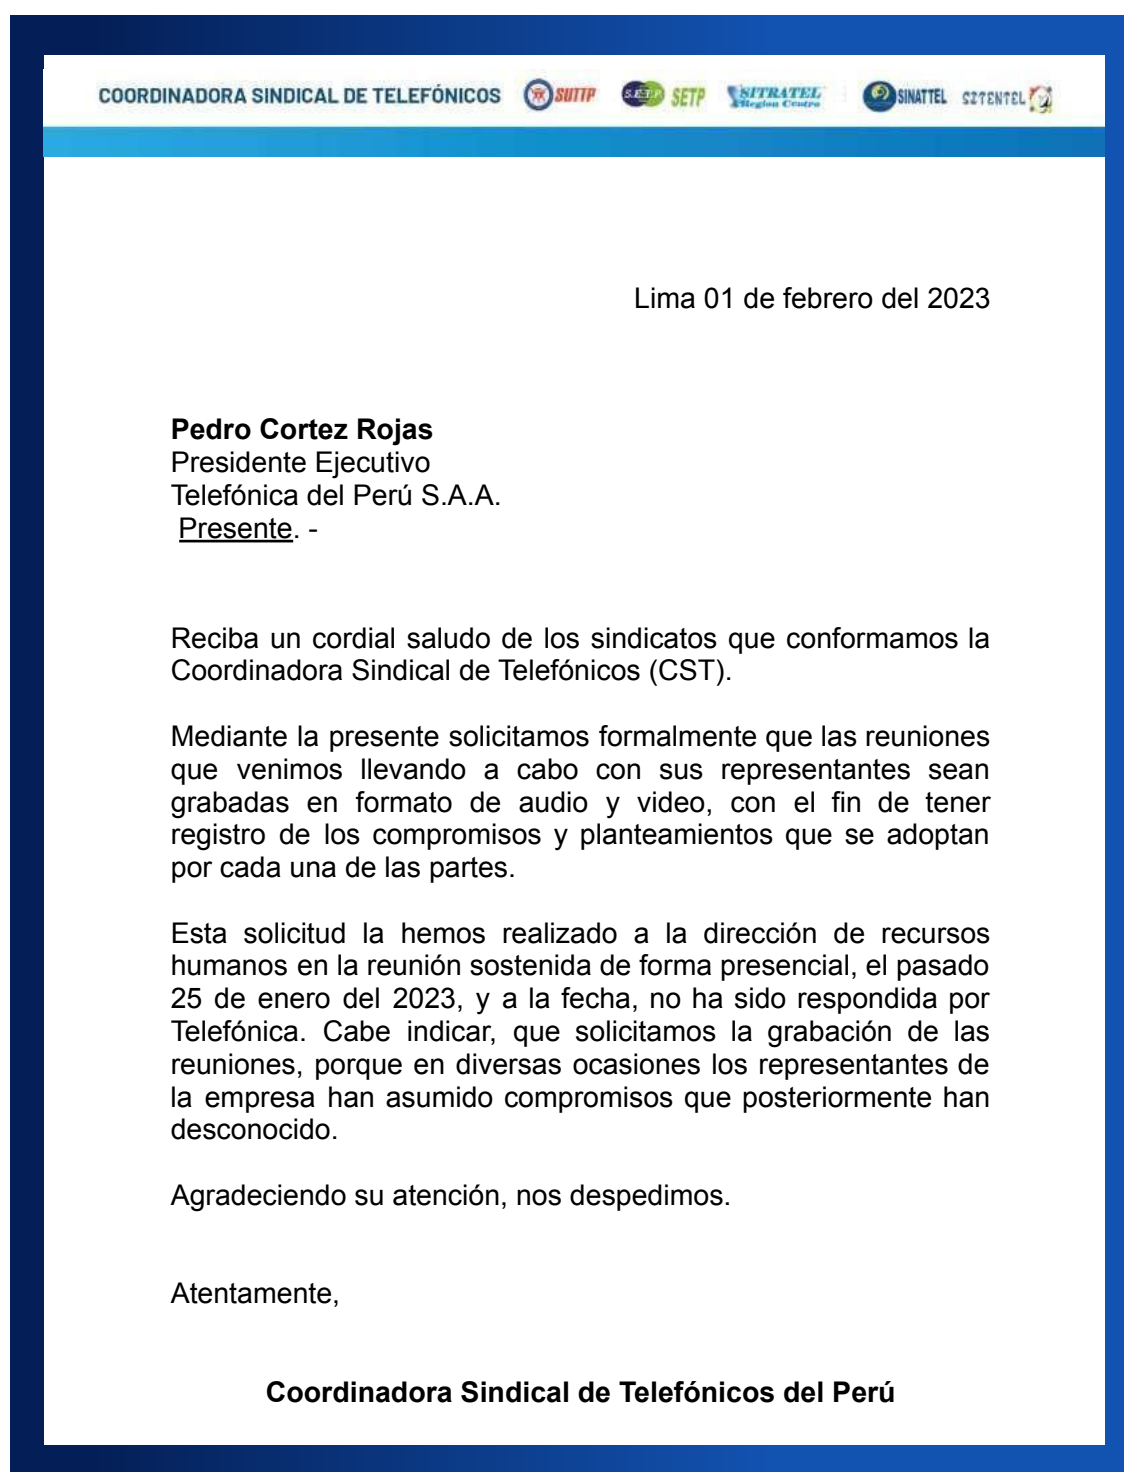 COORDINADORA SINDICAL DE TELEFÓNICOS SUTTP S.E.T.P SETP SITRATEL Region Centro SINATTEL SITENTEL
Lima 01 de febrero del 2023
Pedro Cortez Rojas
Presidente Ejecutivo
Telefónica del Perú S.A.A.
Presente. -
Reciba un cordial saludo de los sindicatos que conformamos la
Coordinadora Sindical de Telefónicos (CST).
Mediante la presente solicitamos formalmente que las reuniones
que venimos llevando a cabo con sus representantes sean
grabadas en formato de audio y video, con el fin de tener
registro de los compromisos y planteamientos que se adoptan
por cada una de las partes.
Esta solicitud la hemos realizado a la dirección de recursos
humanos en la reunión sostenida de forma presencial, el pasado
25 de enero del 2023, y a la fecha, no ha sido respondida por
Telefónica. Cabe indicar, que solicitamos la grabación de las
reuniones, porque en diversas ocasiones los representantes de
la empresa han asumido compromisos que posteriormente han
desconocido.
Agradeciendo su atención, nos despedimos.
Atentamente,
Coordinadora Sindical de Telefónicos del Perú